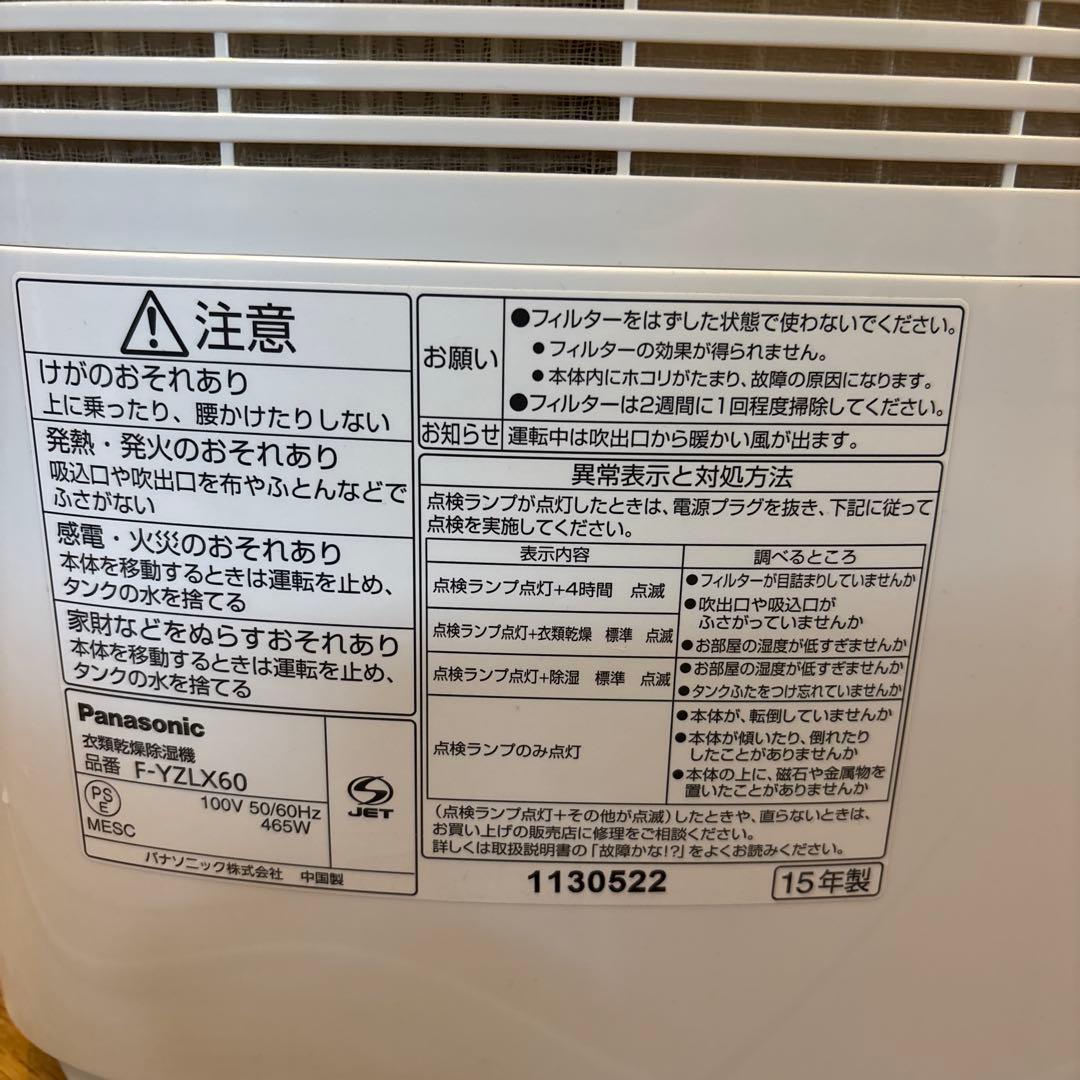 注意
けがのおそれあり
上に乗ったり、腰かけたりしない
発熱・発火のおそれあり
吸込口や吹出口を布やふとんなどで
ふさがない
感電・火災のおそれあり
本体を移動するときは運転を止め、
タンクの水を捨てる
家財などをぬらすおそれあり
本体を移動するときは運転を止め、
タンクの水を捨てる
Panasonic
衣類乾燥除湿機
品番 F-YZLX60
PS
E
100V 50/60Hz
MESC
465W
JET
パナソニック株式会社 中国製
お願い
●フィルターをはずした状態で使わないでください。
●フィルターの効果が得られません。
●本体内にホコリがたまり、故障の原因になります。
●フィルターは2週間に1回程度掃除してください。
お知らせ 運転中は吹出口から暖かい風が出ます。
異常表示と対処方法
点検ランプが点灯したときは、電源プラグを抜き、下記に従って
点検を実施してください。
表示内容 調べるところ
点検ランプ点灯+4時間 点滅
点検ランプ点灯+衣類乾燥 標準 点滅
●フィルターが目詰まりしていませんか
●吹出口や吸込口が
ふさがっていませんか
●お部屋の湿度が低すぎませんか
点検ランプ点灯+除湿 標準 点滅
●お部屋の湿度が低すぎませんか
●タンクふたをつけ忘れていませんか
点検ランプのみ点灯
●本体が、転倒していませんか
●本体が傾いたり、倒れたり
したことがありませんか
●本体の上に、磁石や金属物を
置いたことがありませんか
(点検ランプ点灯+その他が点滅)したときや、直らないときは、
お買い上げの販売店に修理をご相談ください。
詳しくは取扱説明書の「故障かな!?」をよくお読みください。
1130522
15年製